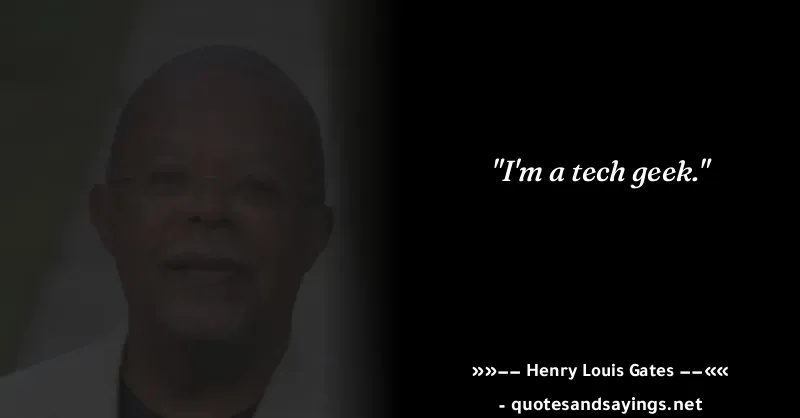 "I'm a tech geek."
»»–– Henry Louis Gates ––««
- quotesandsayings.net